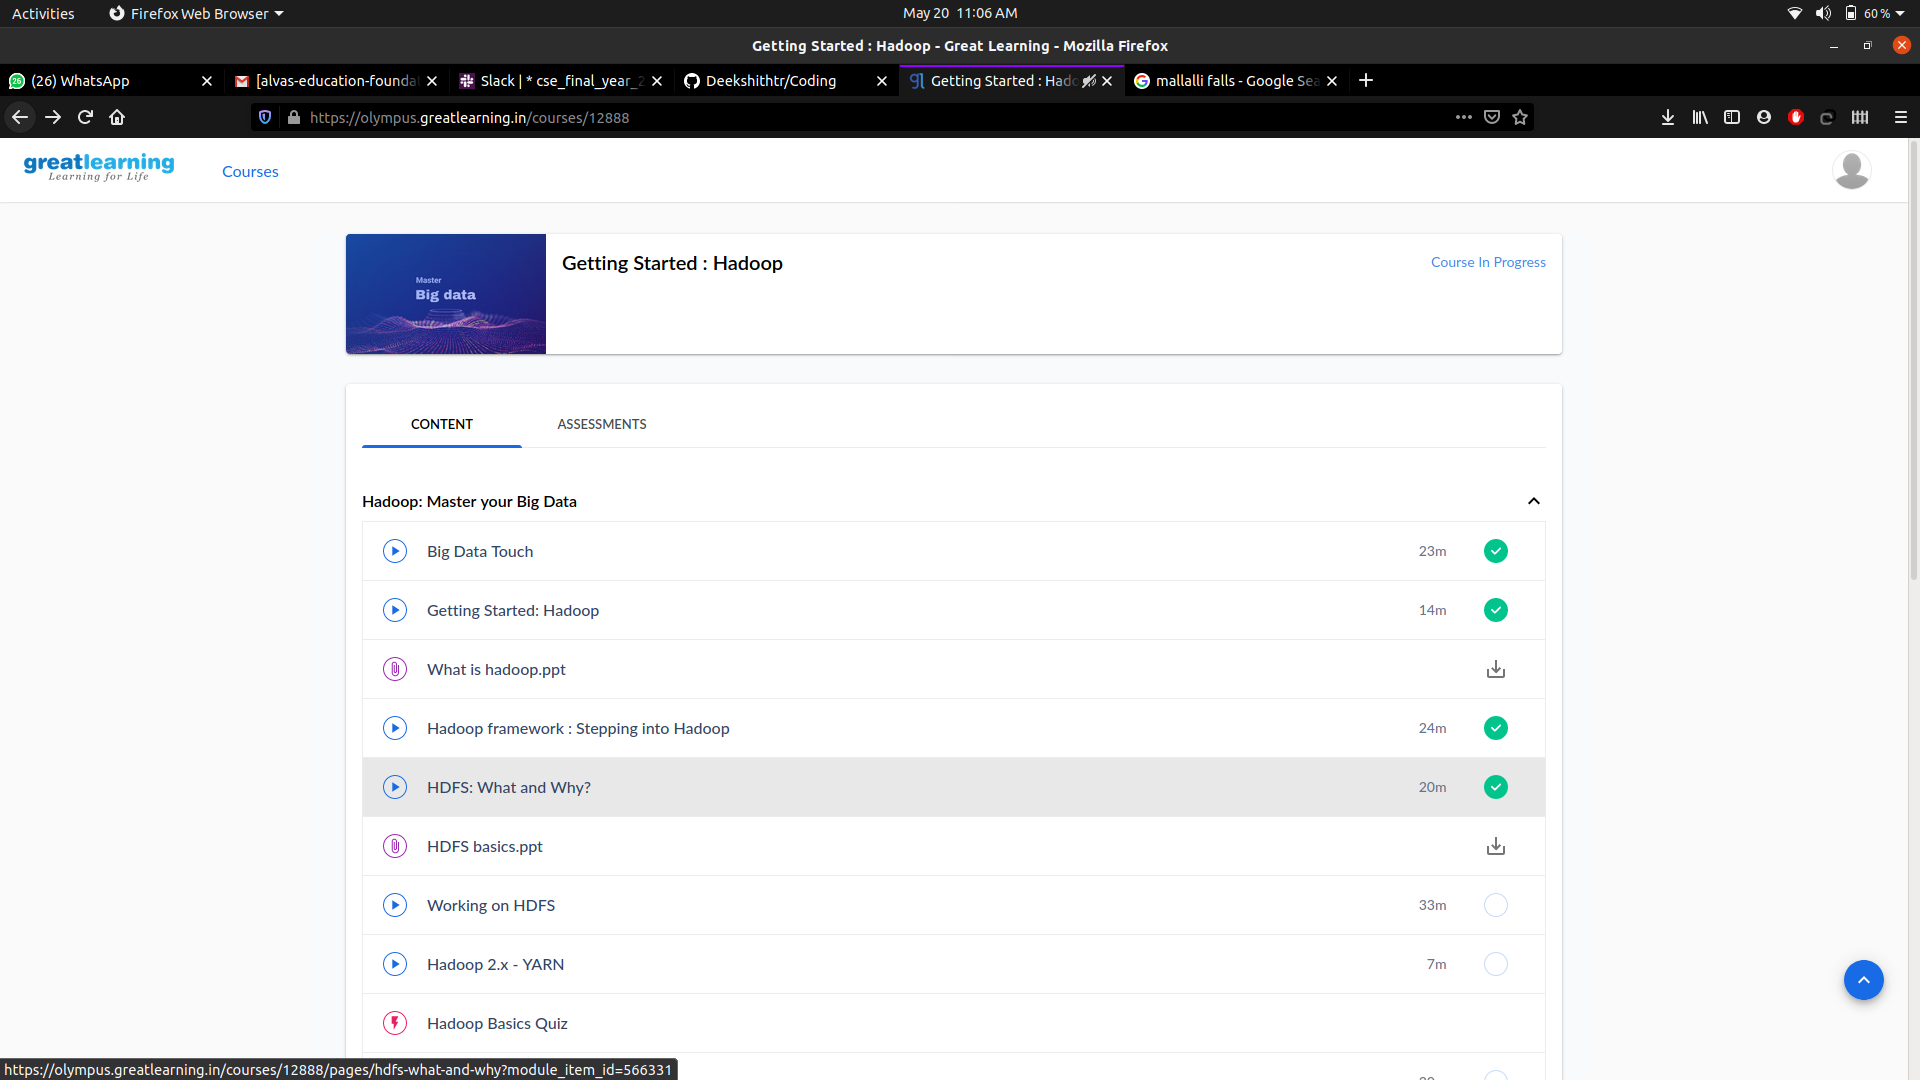 Activities
Firefox Web Browser
May 20 11:06 AM
60 %
Getting Started : Hadoop - Great Learning - Mozilla Firefox
(26) WhatsApp
[alvas-education-founda
Slack | * cse_final_year_2
Deekshithtr/Coding
Getting Started : Hado
mallalli falls - Google Sea
https://olympus.greatlearning.in/courses/12888
greatlearning
Learning for Life
Courses
Master
Big data
Getting Started : Hadoop
Course In Progress
CONTENT
ASSESSMENTS
Hadoop: Master your Big Data
Big Data Touch
23m
Getting Started: Hadoop
14m
What is hadoop.ppt
Hadoop framework : Stepping into Hadoop
24m
HDFS: What and Why?
20m
HDFS basics.ppt
Working on HDFS
33m
Hadoop 2.x - YARN
7m
Hadoop Basics Quiz
https://olympus.greatlearning.in/courses/12888/pages/hdfs-what-and-why?module_item_id=566331